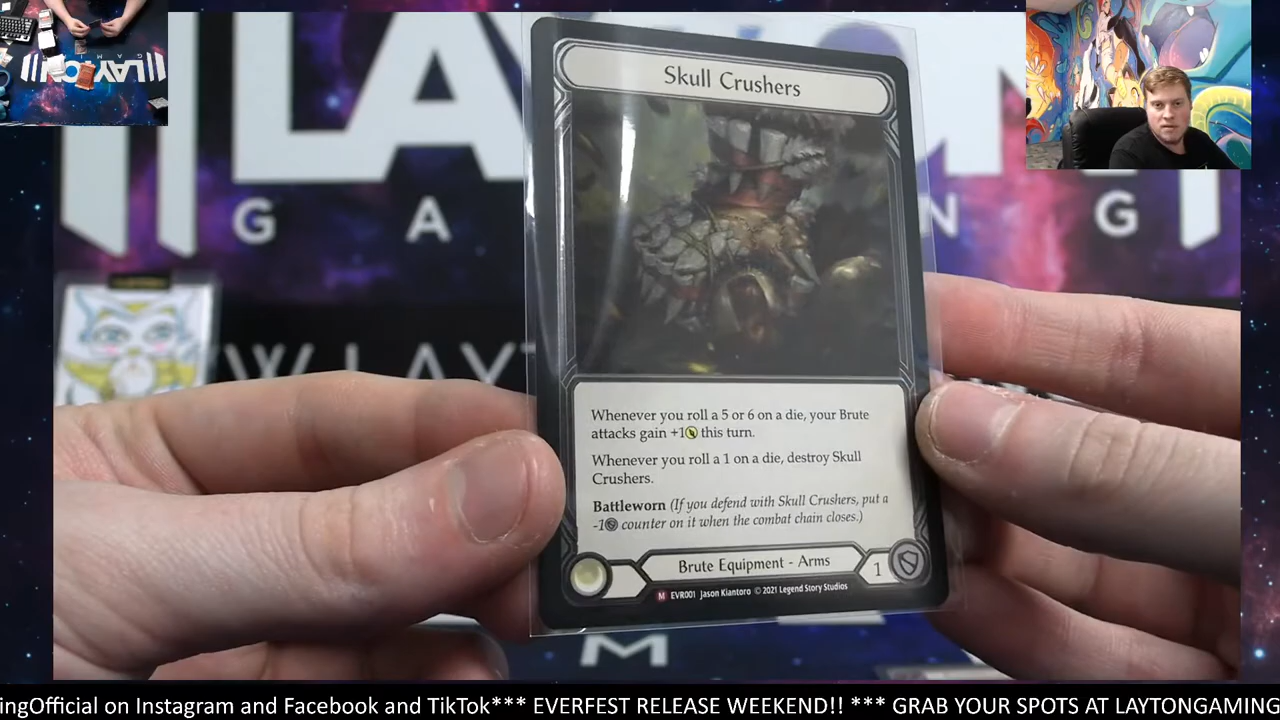 LAYTON
Skull Crushers
G A N G
Whenever you roll a 5 or 6 on a die, your Brute
attacks gain +1 this turn.
Whenever you roll a 1 on a die, destroy Skull
Crushers.
Battleworn (If you defend with Skull Crushers, put a
-1 counter on it when the combat chain closes.)
Brute Equipment - Arms
1
M EVR001 Jason Kiantoro © 2021 Legend Story Studios
W LAYT
M
ingOfficial on Instagram and Facebook and TikTok*** EVERFEST RELEASE WEEKEND!! *** GRAB YOUR SPOTS AT LAYTONGAMING